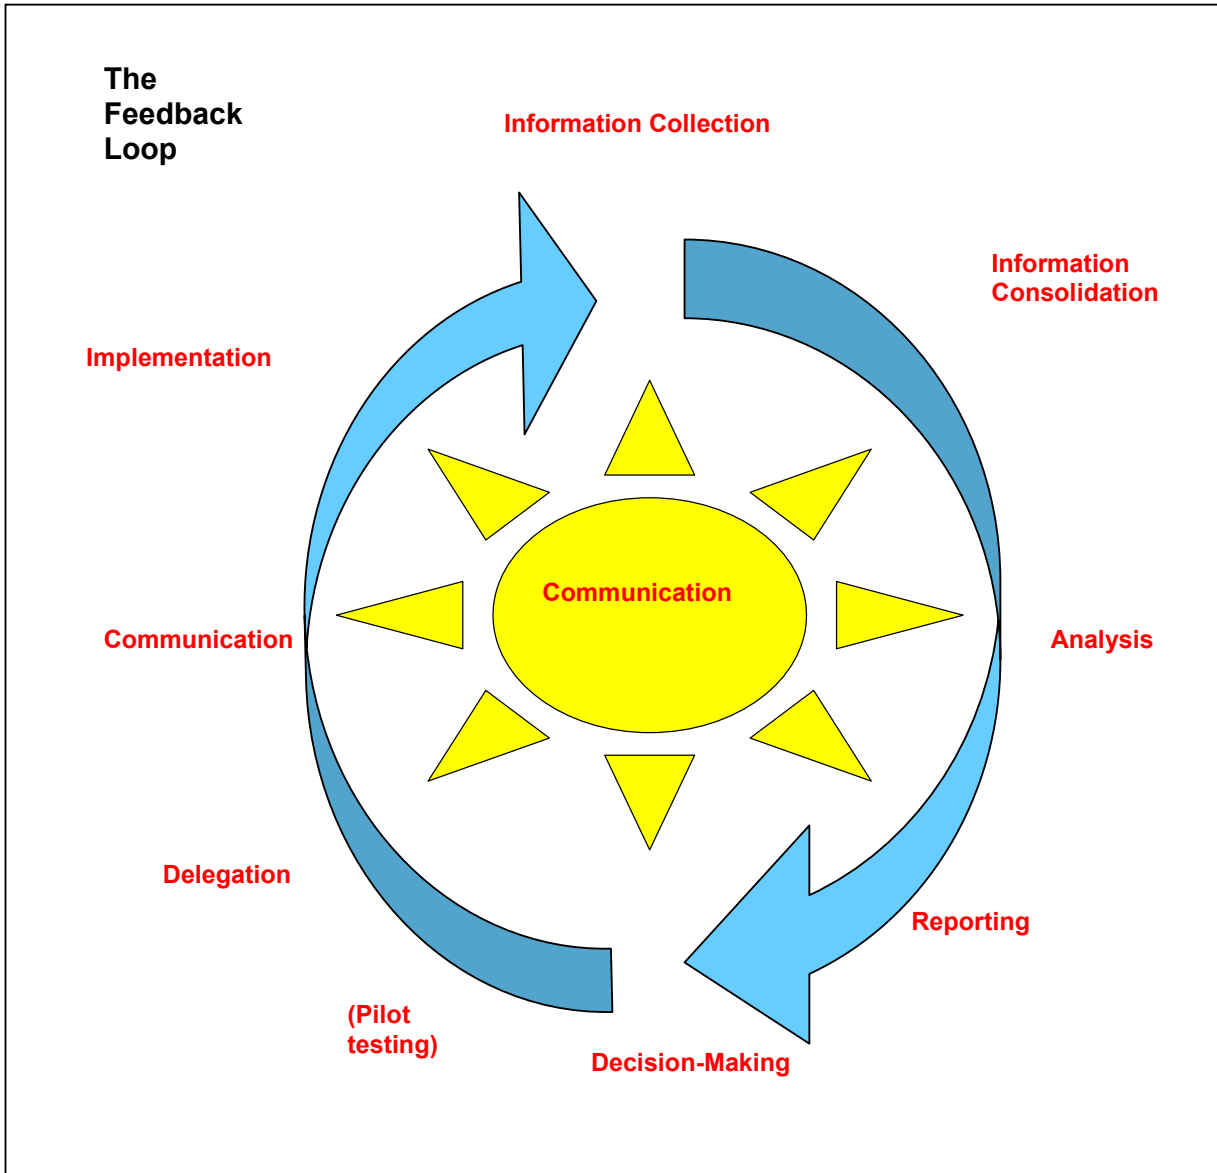 The
Feedback
Loop
Information Collection
Information
Consolidation
Implementation
Communication
Communication
Analysis
Delegation
Reporting
(Pilot
testing)
Decision-Making